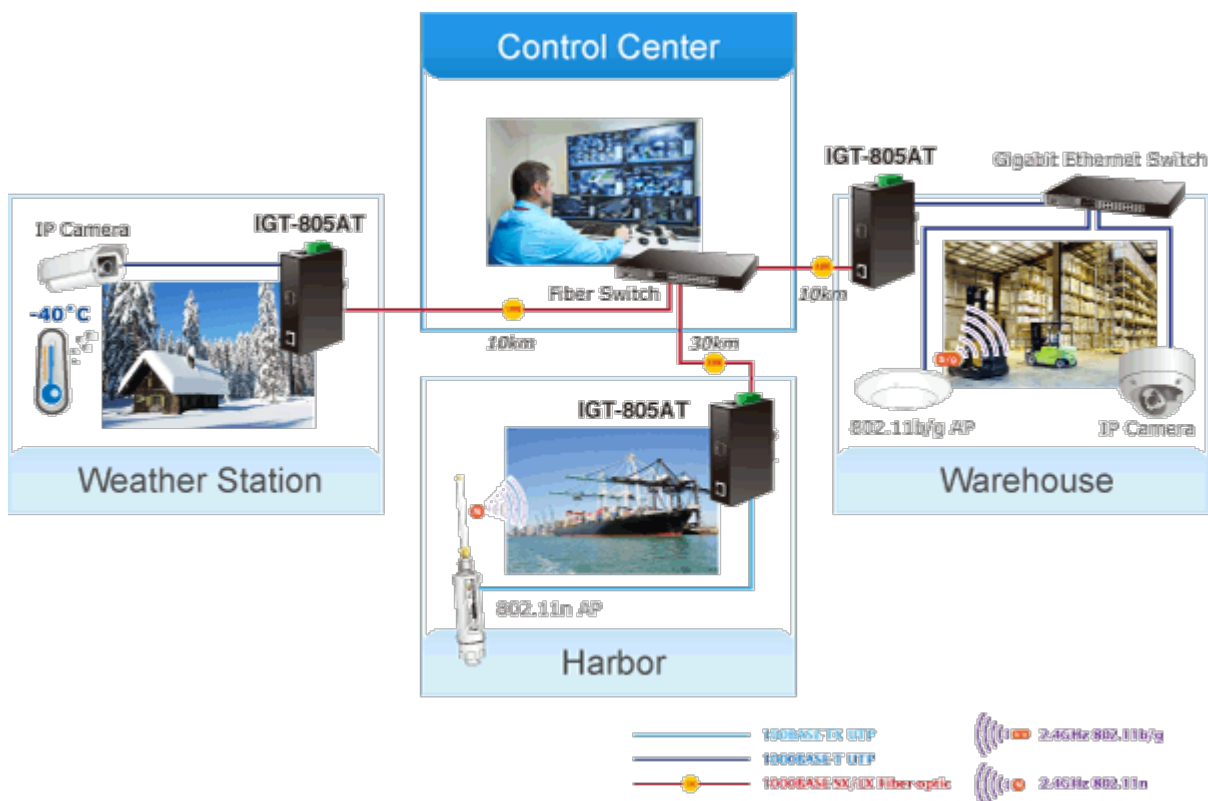 Control Center
IGT-805AT
Gigabit Ethernet Switch
IP Camera
IGT-805AT
-40°C
Fiber Switch
10km
10km
30km
IGT-805AT
802.11b/g AP
IP Camera
Weather Station
Warehouse
802.11n AP
Harbor
100BASE-TX UTP
2.4GHz 802.11b/g
1000BASE-T UTP
1000BASE-SX/LX Fiber-optic
2.4GHz 802.11n